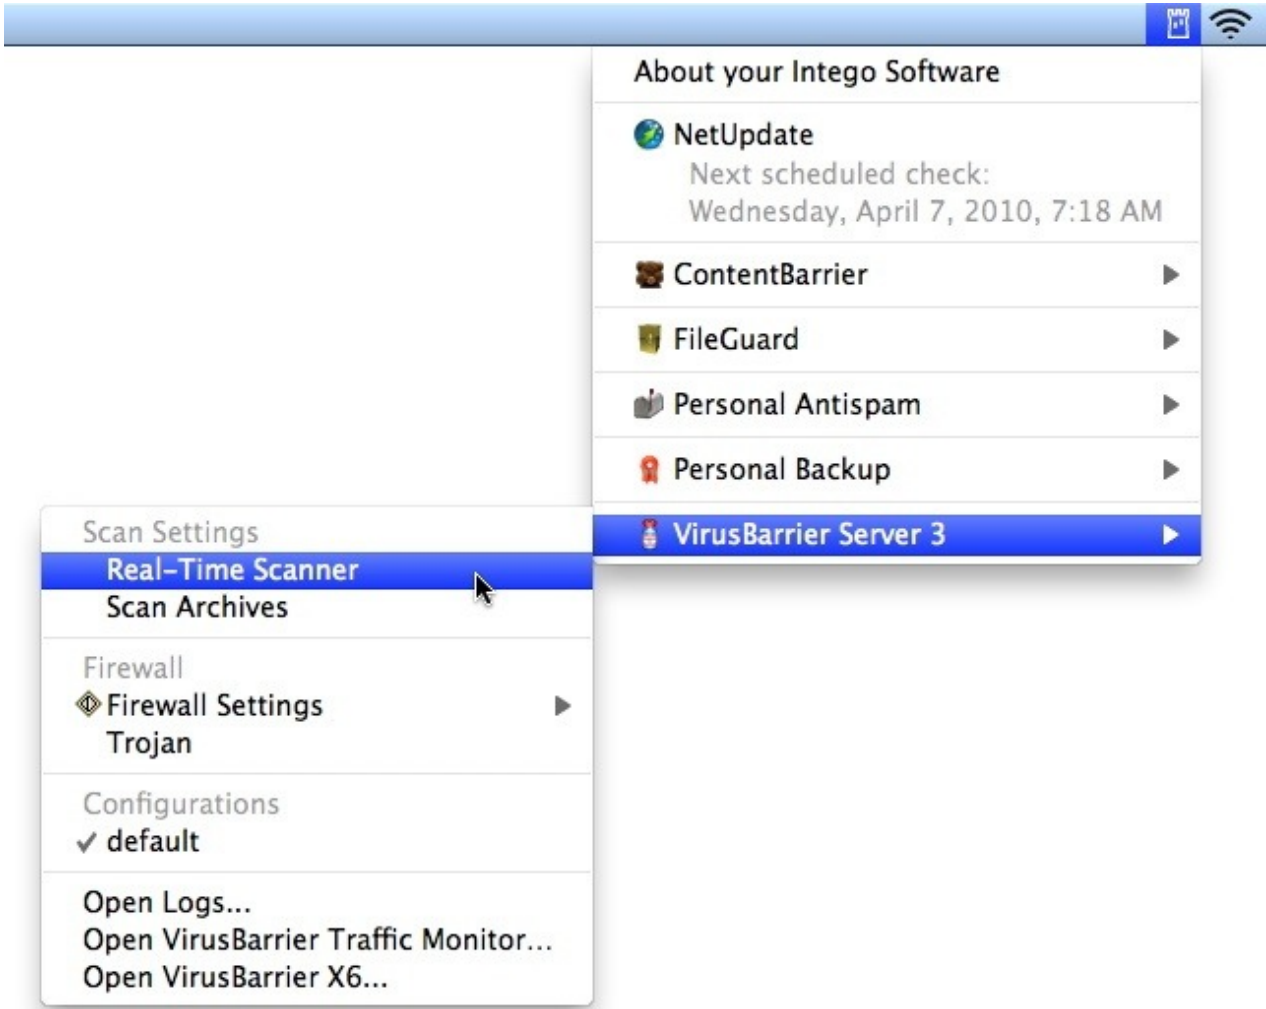 About your Intego Software
NetUpdate
Next scheduled check:
Wednesday, April 7, 2010, 7:18 AM
ContentBarrier
FileGuard
Personal Antispam
Personal Backup
VirusBarrier Server 3
Scan Settings
Real-Time Scanner
Scan Archives
Firewall
Firewall Settings
Trojan
Configurations
default
Open Logs...
Open VirusBarrier Traffic Monitor...
Open VirusBarrier X6...